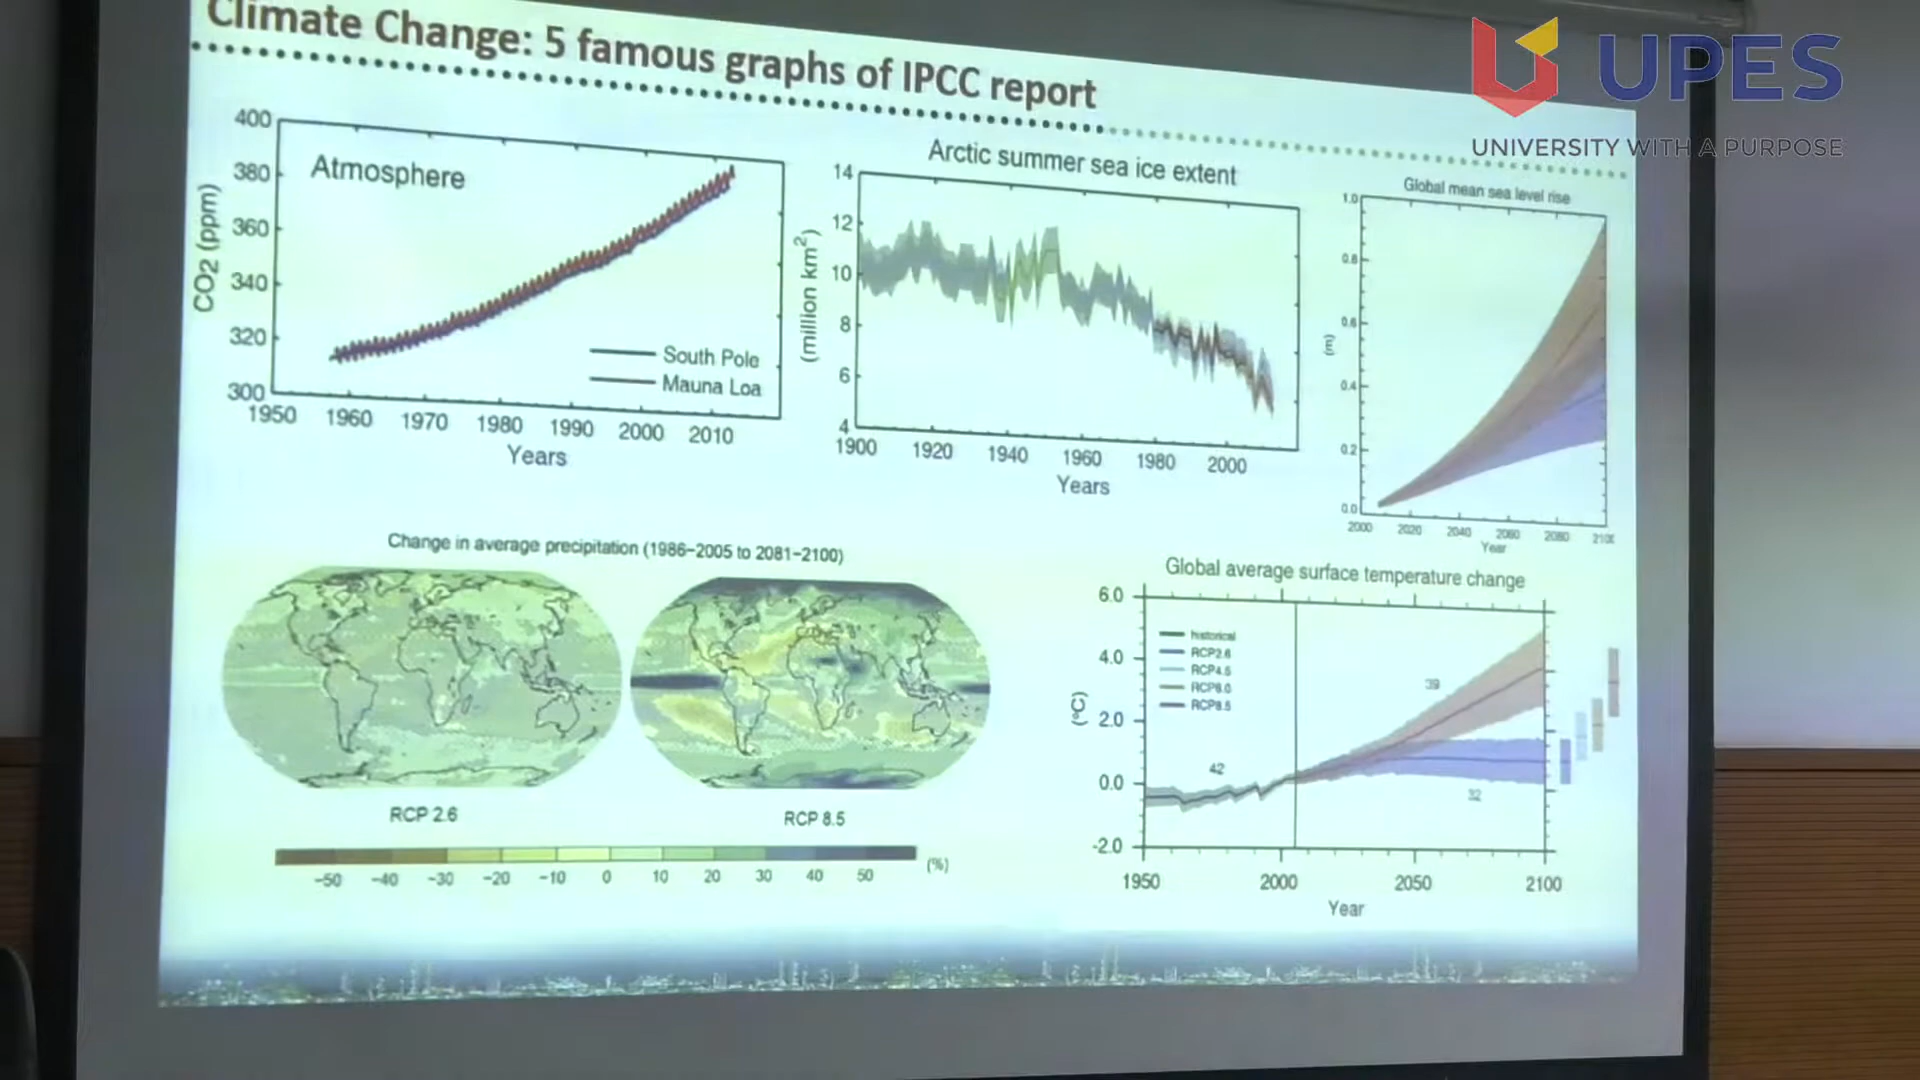 Climate Change: 5 famous graphs of IPCC report
UPES
UNIVERSITY WITH A PURPOSE
Atmosphere
CO2 (ppm)
400
380
360
340
320
300
South Pole
Mauna Loa
1950 1960 1970 1980 1990 2000 2010
Years
Arctic summer sea ice extent
(million km2)
14
12
10
8
6
4
1900 1920 1940 1960 1980 2000
Years
Global mean sea level rise
(m)
1.0
0.8
0.6
0.4
0.2
0.0
2000 2020 2040 2060 2080 2100
Year
Change in average precipitation (1986−2005 to 2081−2100)
RCP 2.6
RCP 8.5
−50 −40 −30 −20 −10 0 10 20 30 40 50
(%)
Global average surface temperature change
(°C)
6.0
4.0
2.0
0.0
-2.0
historical
RCP2.6
RCP4.5
RCP6.0
RCP8.5
39
42
32
1950 2000 2050 2100
Year